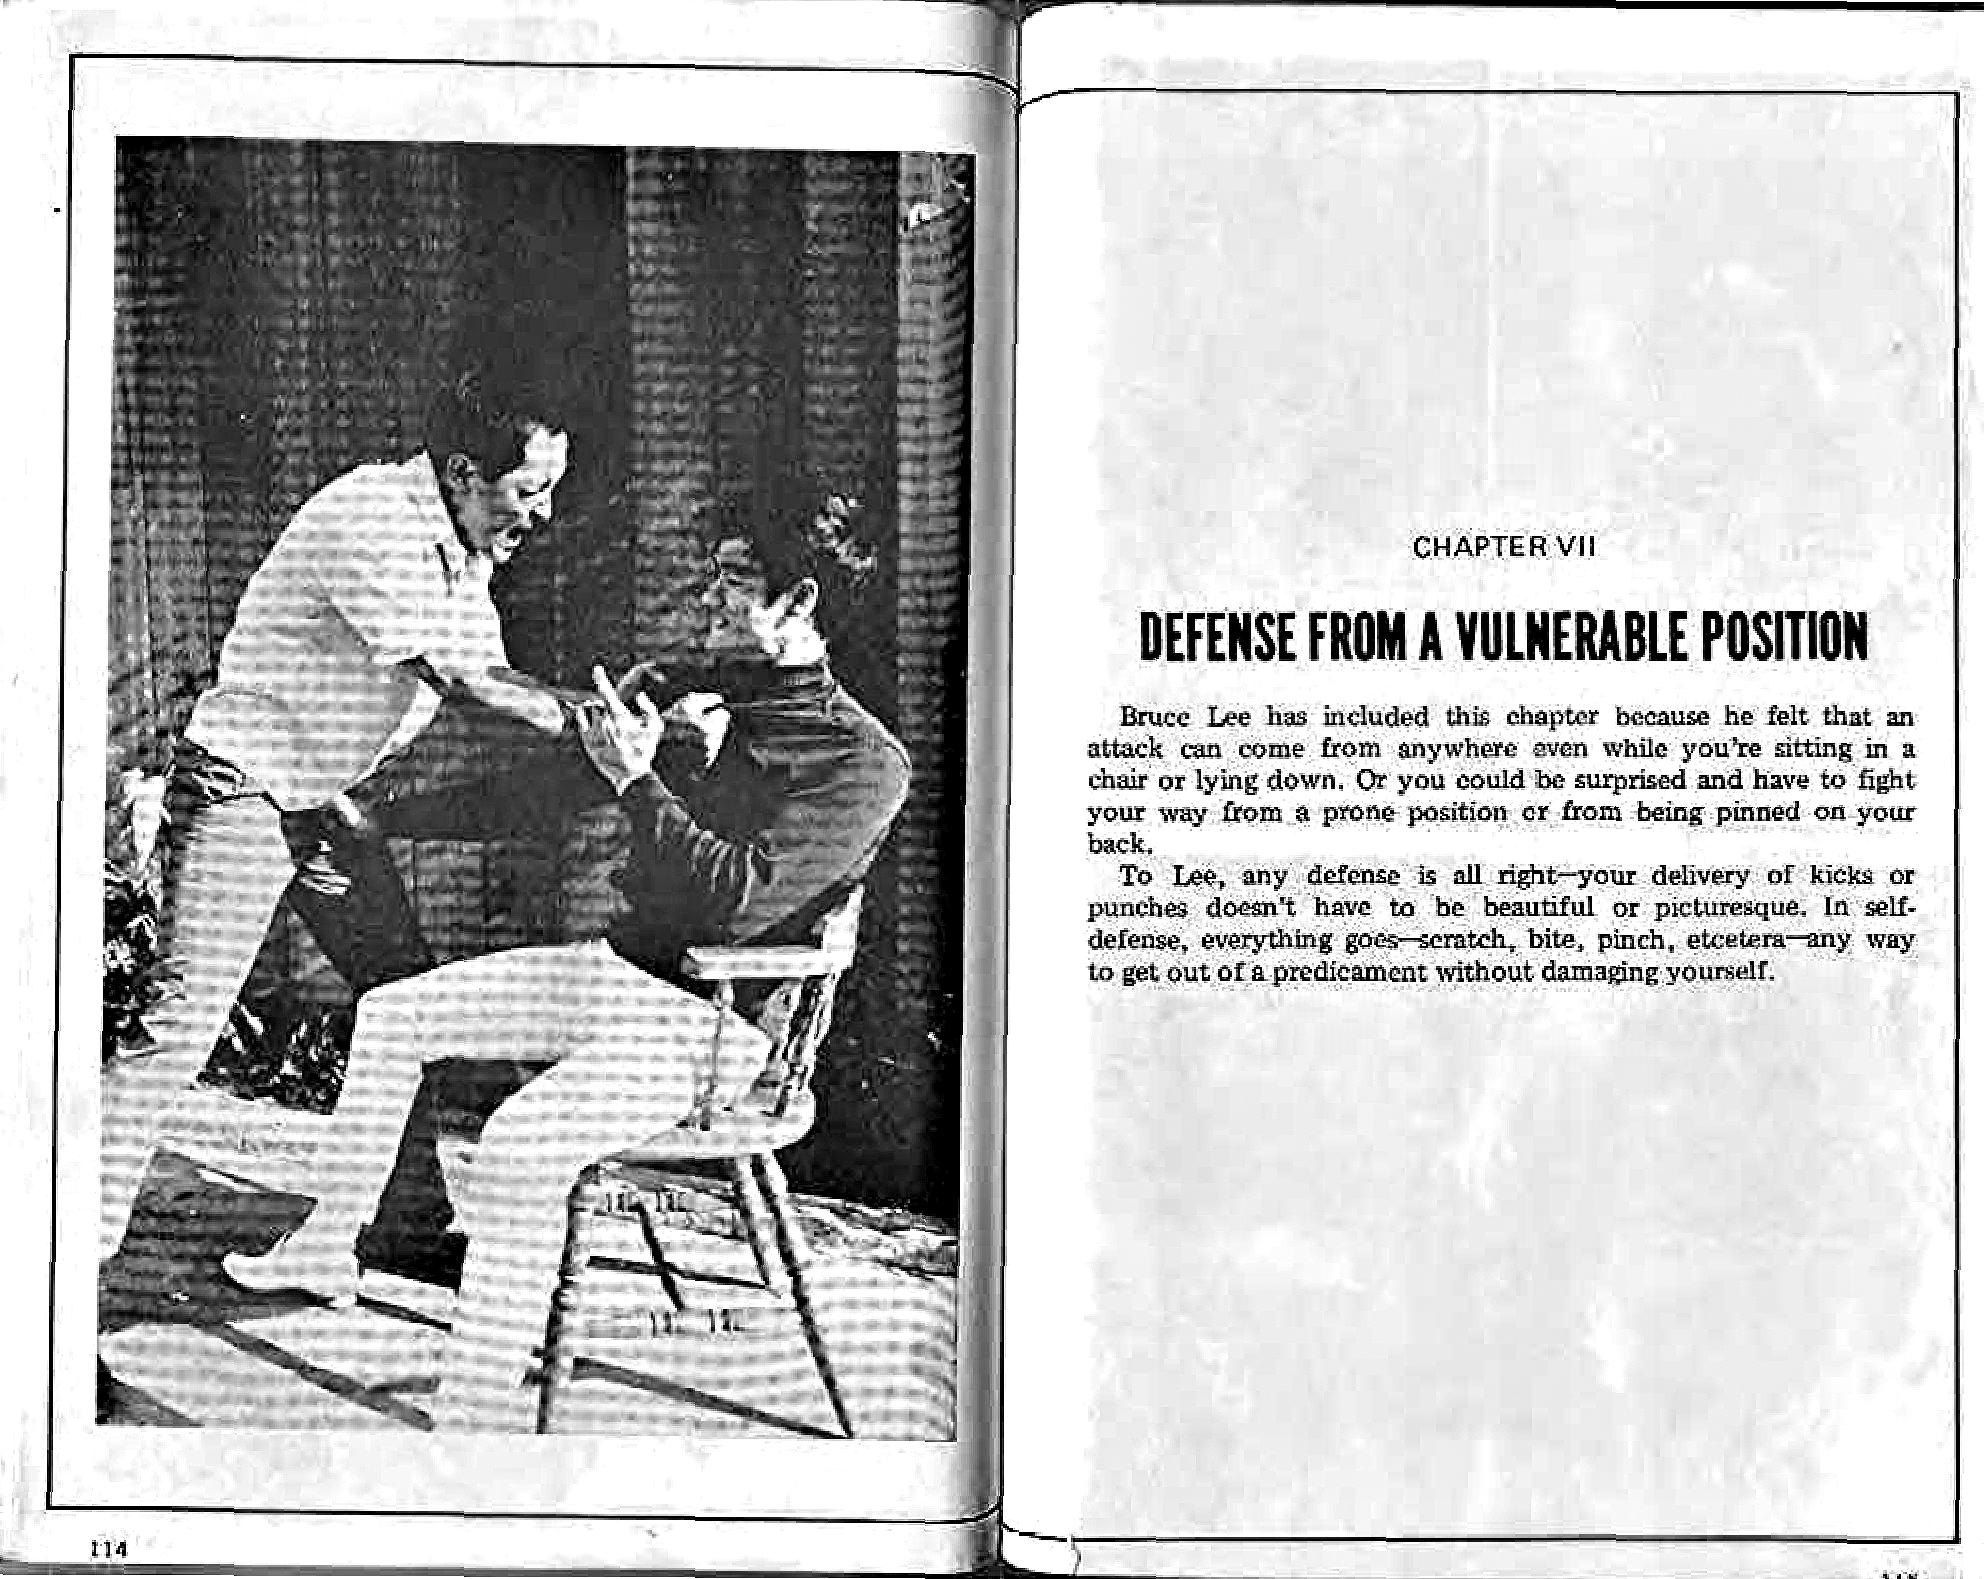 114
CHAPTER VII
DEFENSE FROM A VULNERABLE POSITION
Bruce Lee has included this chapter because he felt that an
attack can come from anywhere even while you're sitting in a
chair or lying down. Or you could be surprised and have to fight
your way from a prone position or from being pinned on your
back.
To Lee, any defense is all right—your delivery of kicks or
punches doesn't have to be beautiful or picturesque. In self-
defense, everything goes—scratch, bite, pinch, etcetera—any way
to get out of a predicament without damaging yourself.